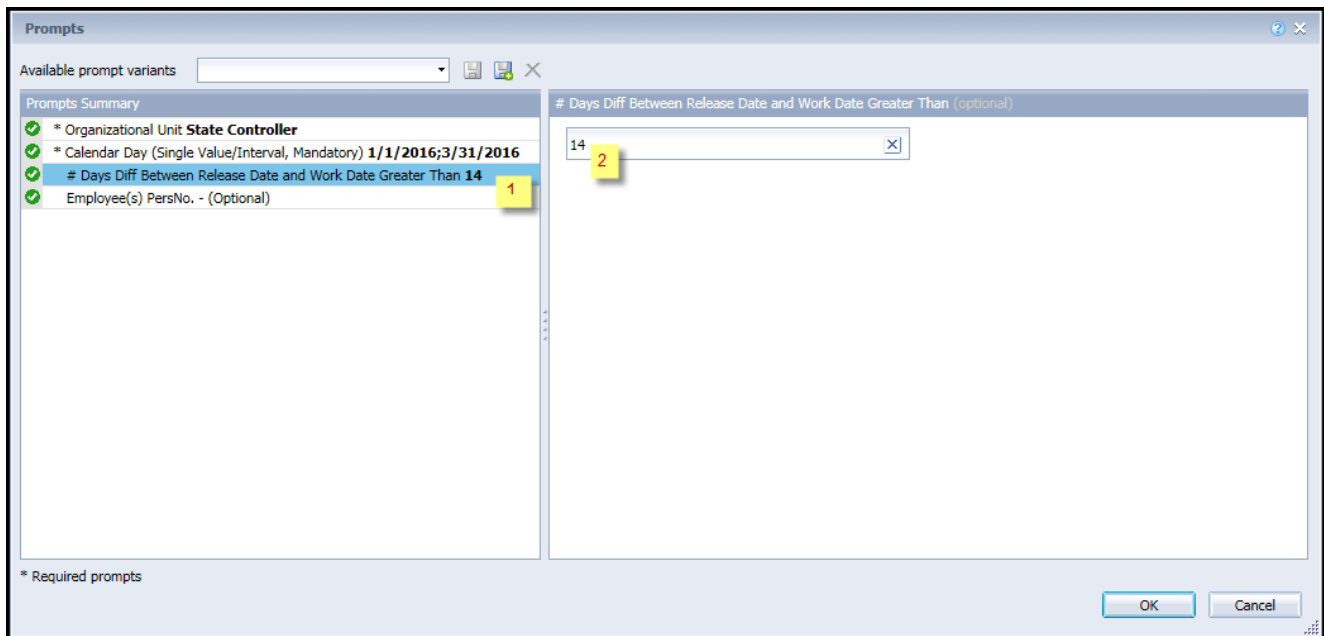 Prompts
Available prompt variants
Prompts Summary
* Organizational Unit State Controller
* Calendar Day (Single Value/Interval, Mandatory) 1/1/2016;3/31/2016
# Days Diff Between Release Date and Work Date Greater Than 14
1
Employee(s) PersNo. - (Optional)
# Days Diff Between Release Date and Work Date Greater Than (optional)
14
2
* Required prompts
OK
Cancel